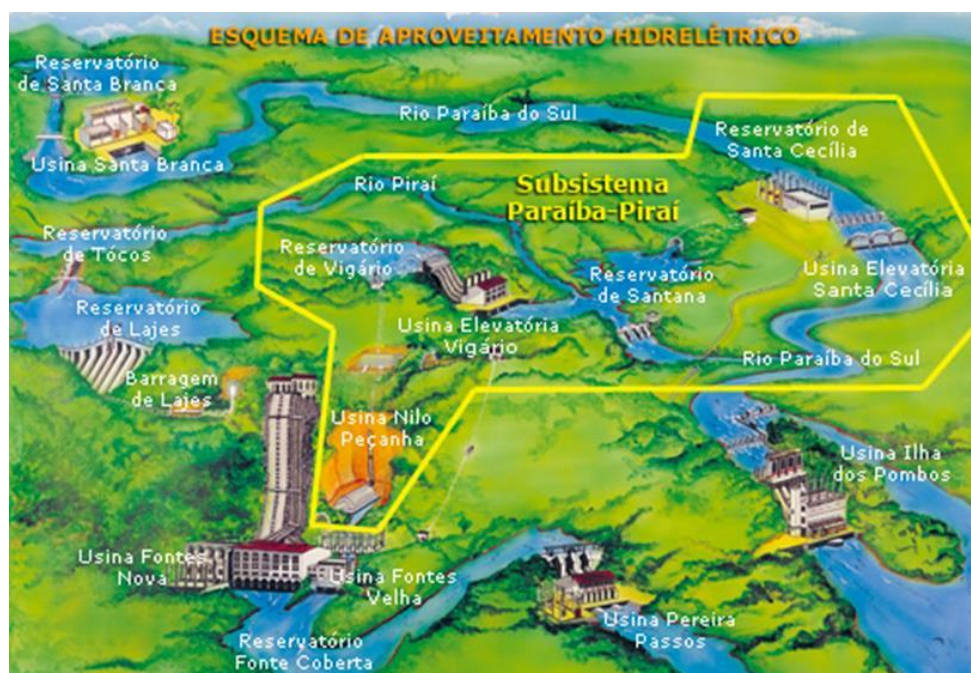 ESQUEMA DE APROVEITAMENTO HIDRELÉTRICO
Reservatório
de Santa Branca
Usina Santa Branca
Rio Paraíba do Sul
Reservatório de
Santa Cecília
Subsistema
Paraíba-Piraí
Rio Piraí
Reservatório
de Tócos
Reservatório
de Vigário
Reservatório
de Santana
Usina Elevatória
Santa Cecília
Reservatório
de Lajes
Usina Elevatória
Vigário
Rio Paraíba do Sul
Barragem
de Lajes
Usina Nilo
Peçanha
Usina Ilha
dos Pombos
Usina Fontes
Nova
Usina Fontes
Velha
Reservatório
Fonte Coberta
Usina Pereira
Passos